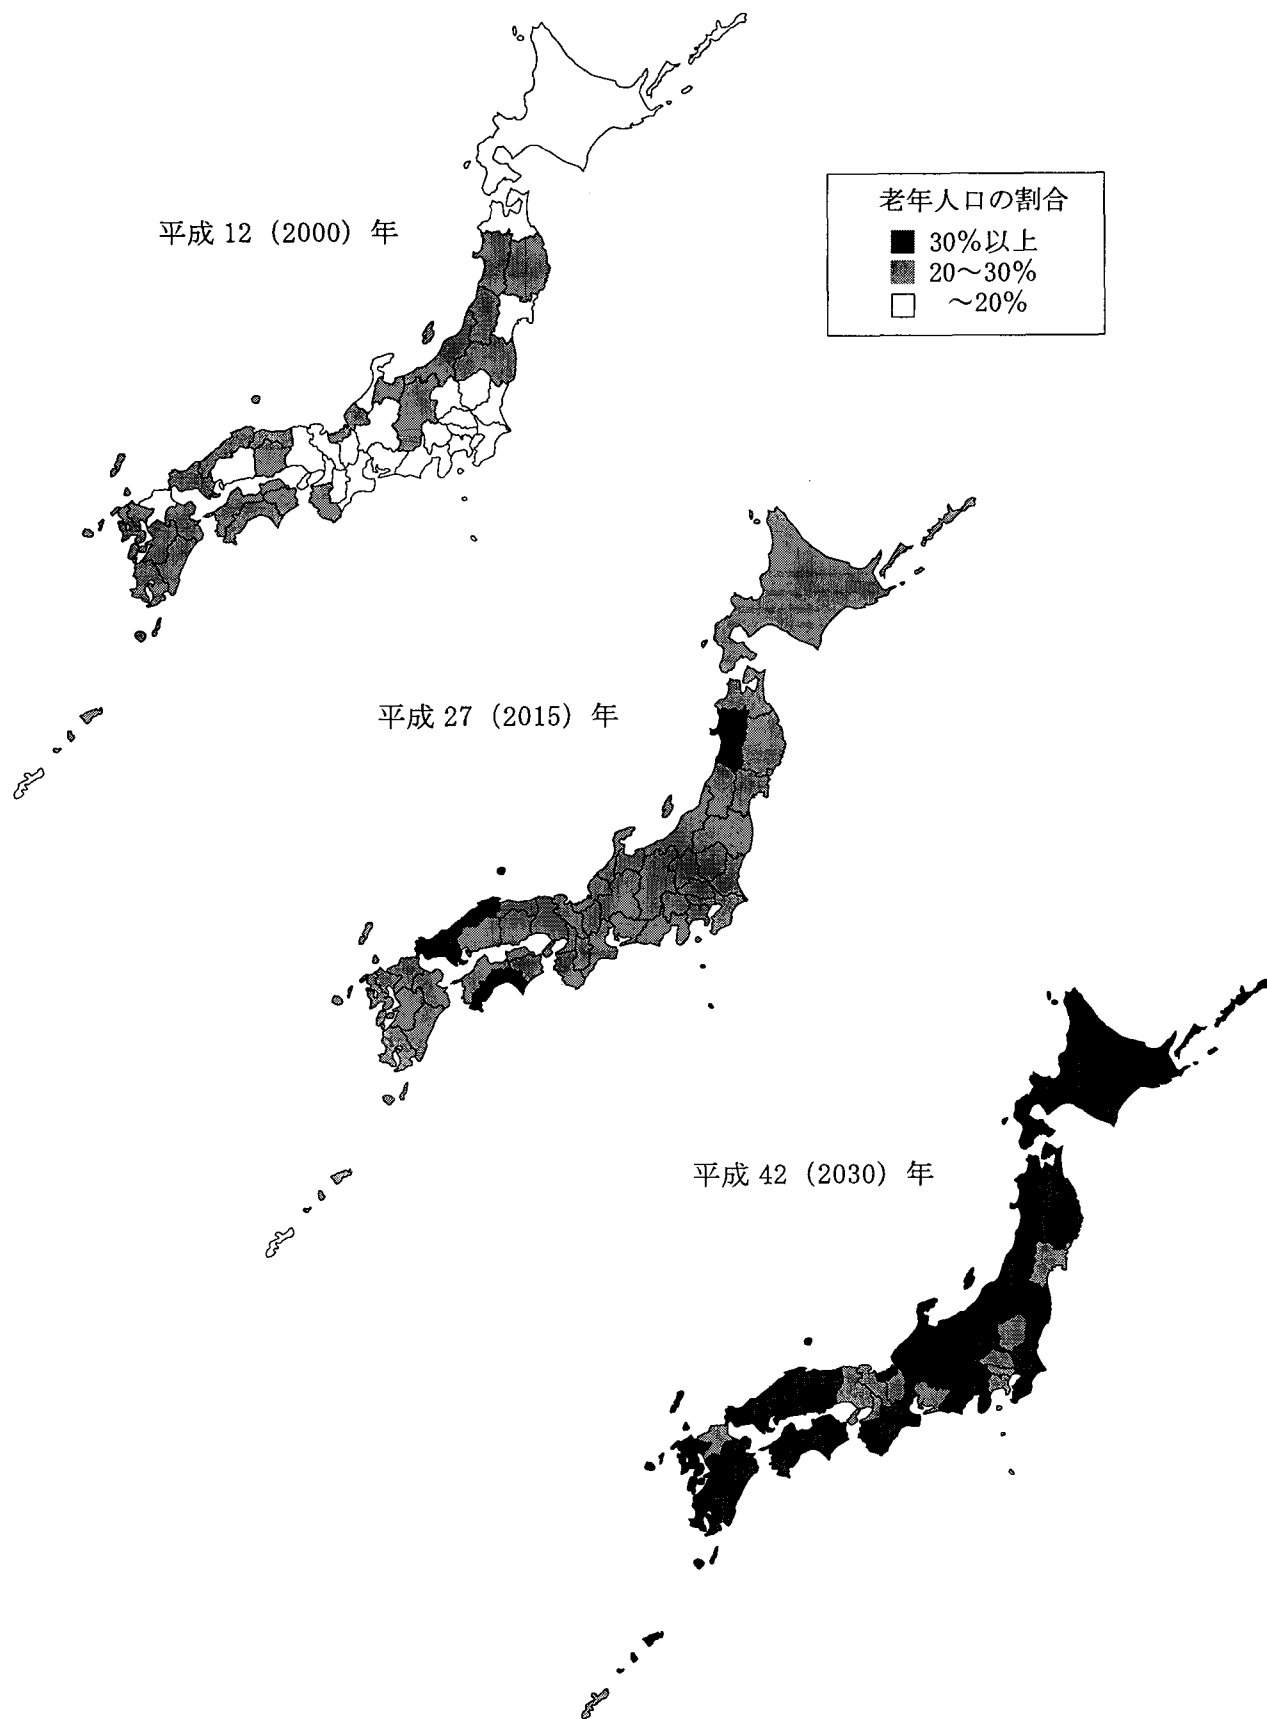 平成 12 (2000) 年
老年人口の割合
30%以上
20～30%
～20%
平成 27 (2015) 年
平成 42 (2030) 年